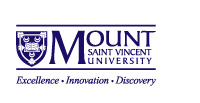 MOUNT
SAINT VINCENT
UNIVERSITY
Excellence • Innovation • Discovery